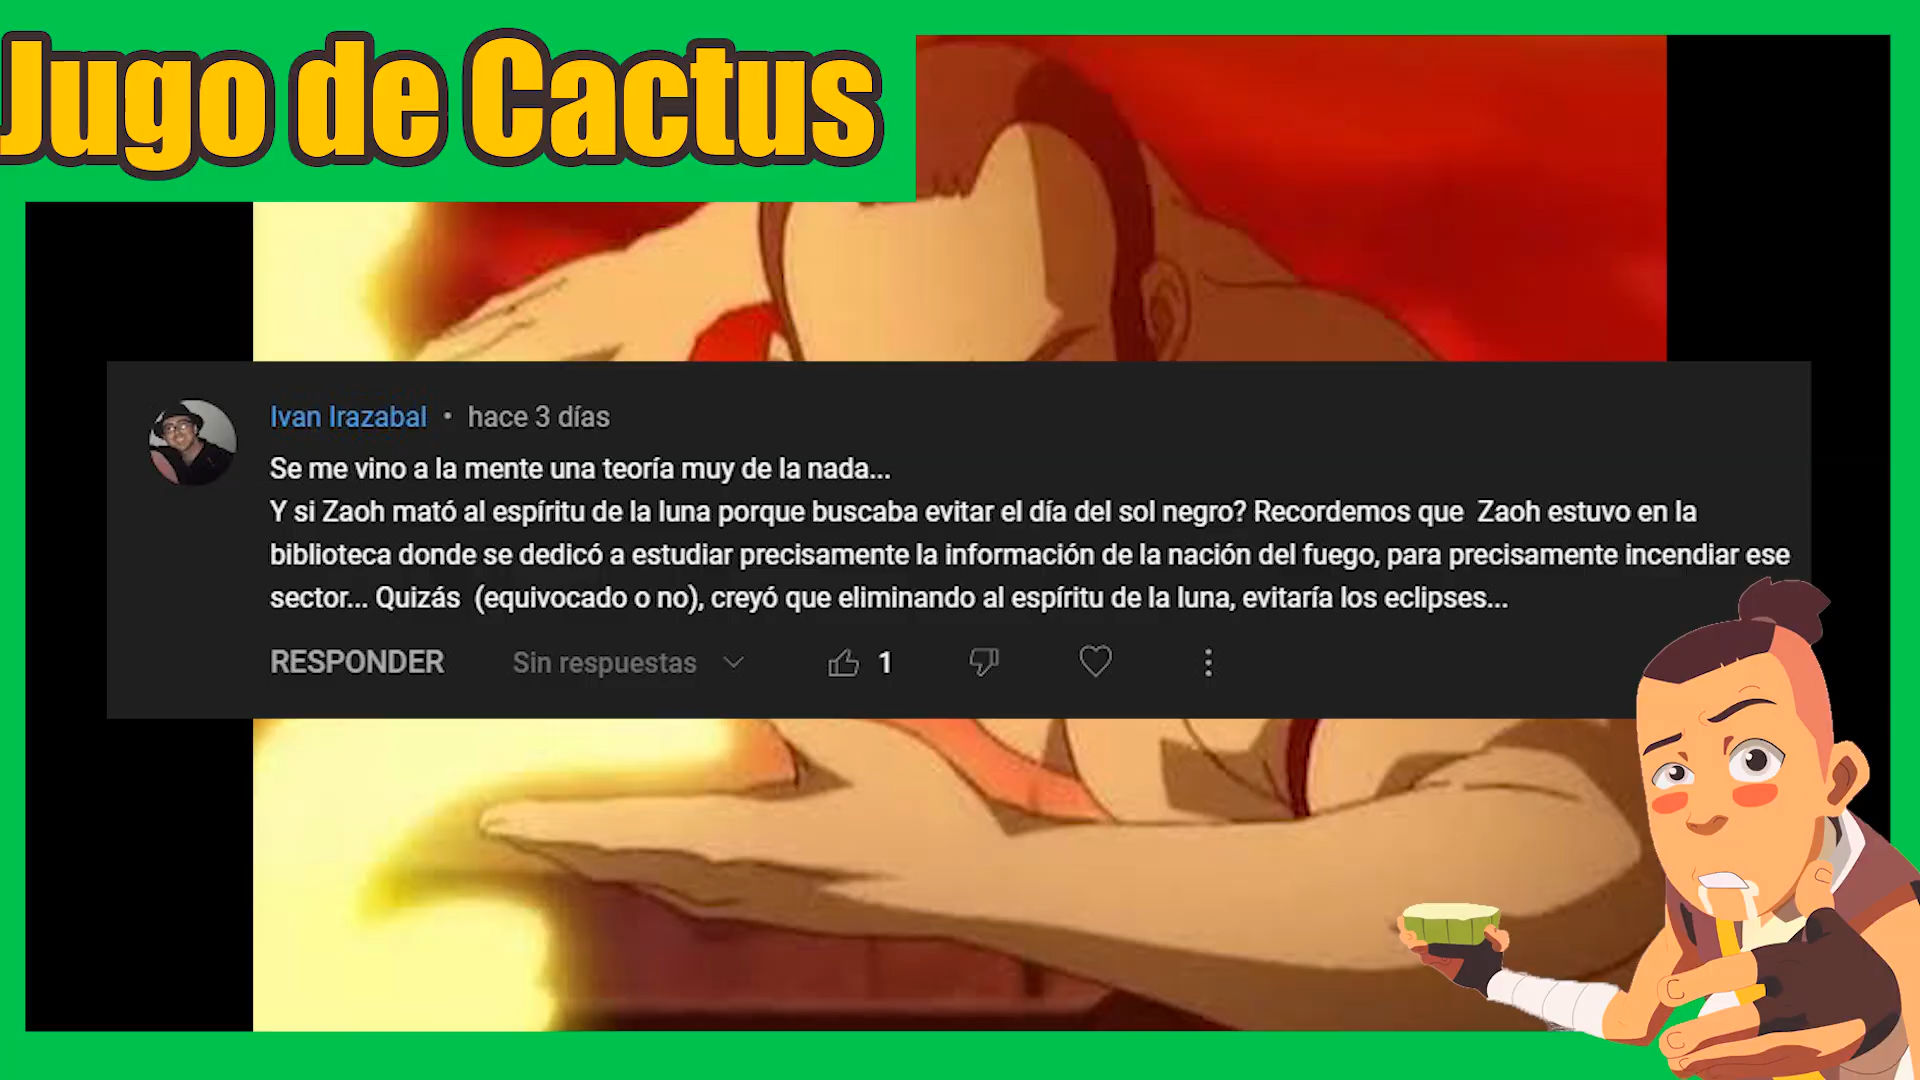 Jugo de Cactus
Ivan Irazabal • hace 3 días
Se me vino a la mente una teoría muy de la nada...
Y si Zaoh mató al espíritu de la luna porque buscaba evitar el día del sol negro? Recordemos que Zaoh estuvo en la
biblioteca donde se dedicó a estudiar precisamente la información de la nación del fuego, para precisamente incendiar ese
sector... Quizás (equivocado o no), creyó que eliminando al espíritu de la luna, evitaría los eclipses...
RESPONDER Sin respuestas 1